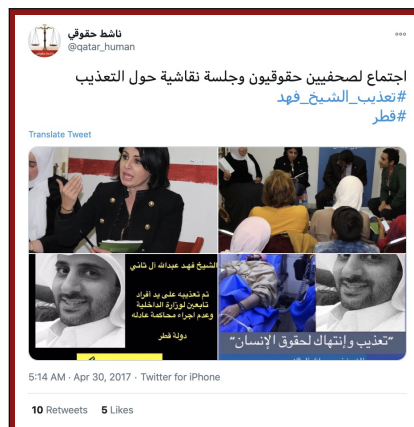 ناشط حقوقي
@qatar_human
اجتماع لصحفيين حقوقيون وجلسة نقاشية حول التعذيب
#تعذيب_الشيخ_فهد
#قطر
Translate Tweet
الشيخ فهد عبدالله ال ثاني
تم تعذيبه على يد أفراد
تابعين لوزارة الداخلية
وعدم اجراء محاكمة عادله
دولة قطر
"تعذيب وإنتهاك لحقوق الإنسان"
5:14 AM · Apr 30, 2017 · Twitter for iPhone
10 Retweets 5 Likes